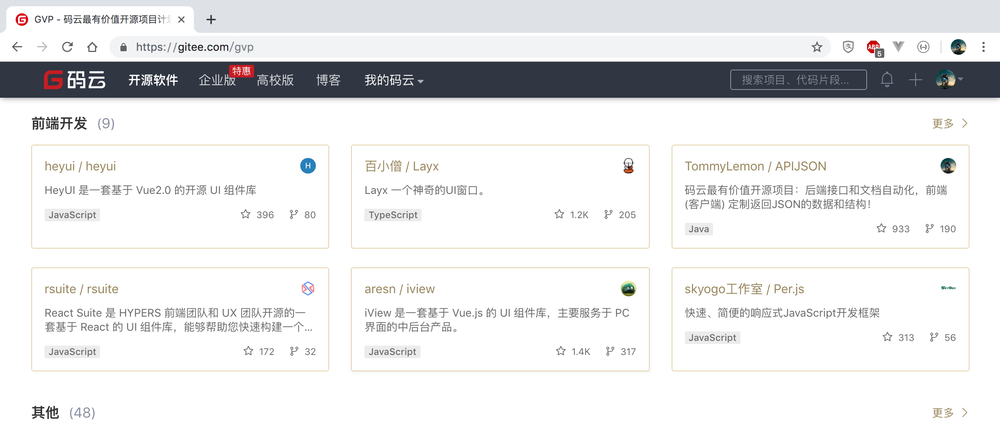 GVP - 码云最有价值开源项目计
https://gitee.com/gvp
ABP
5
码云
开源软件
企业版
特惠
高校版
博客
我的码云
搜索项目、代码片段...
前端开发 (9)
更多
heyui / heyui
H
HeyUI 是一套基于 Vue2.0 的开源 UI 组件库
JavaScript
396
80
百小僧 / Layx
Layx 一个神奇的UI窗口。
TypeScript
1.2K
205
TommyLemon / APIJSON
码云最有价值开源项目：后端接口和文档自动化，前端
(客户端) 定制返回JSON的数据和结构！
Java
933
190
rsuite / rsuite
React Suite 是 HYPERS 前端团队和 UX 团队开源的一
套基于 React 的 UI 组件库，能够帮助您快速构建一个...
JavaScript
172
32
aresn / iview
iView 是一套基于 Vue.js 的 UI 组件库，主要服务于 PC
界面的中后台产品。
JavaScript
1.4K
317
skyogo工作室 / Per.js
SKYOGO
快速、简便的响应式JavaScript开发框架
JavaScript
313
56
其他 (48)
更多